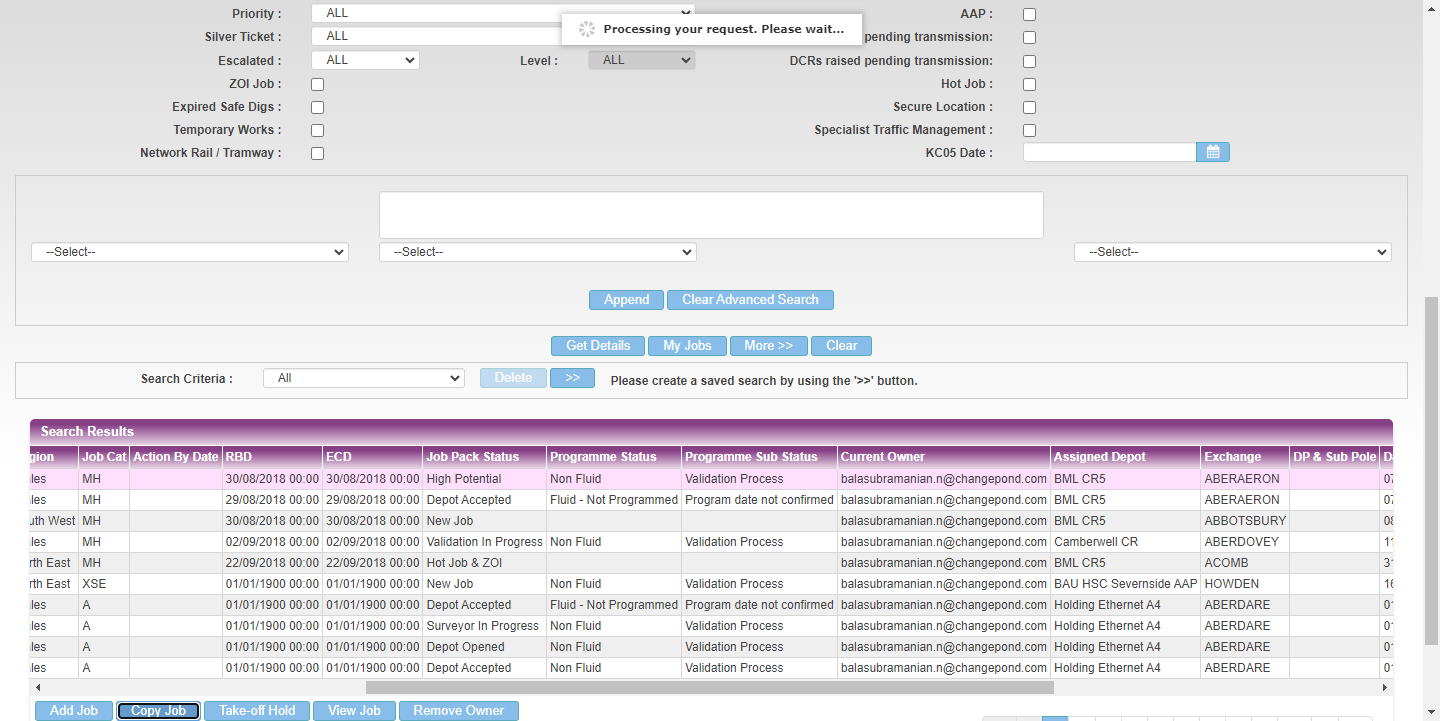 Priority : ALL AAP :
Processing your request. Please wait...
Silver Ticket : ALL pending transmission:
Escalated : ALL Level : ALL DCRs raised pending transmission:
ZOI Job : Hot Job :
Expired Safe Digs : Secure Location :
Temporary Works : Specialist Traffic Management :
Network Rail / Tramway : KC05 Date :
--Select-- --Select-- --Select--
Append Clear Advanced Search
Get Details My Jobs More >> Clear
Search Criteria : All Delete >> Please create a saved search by using the '>>' button.
Search Results
gion Job Cat Action By Date RBD ECD Job Pack Status Programme Status Programme Sub Status Current Owner Assigned Depot Exchange DP & Sub Pole
les MH 30/08/2018 00:00 30/08/2018 00:00 High Potential Non Fluid Validation Process balasubramanian.n@changepond.com BML CR5 ABERAERON 07
les MH 29/08/2018 00:00 29/08/2018 00:00 Depot Accepted Fluid - Not Programmed Program date not confirmed balasubramanian.n@changepond.com BML CR5 ABERAERON 07
uth West MH 30/08/2018 00:00 30/08/2018 00:00 New Job balasubramanian.n@changepond.com BML CR5 ABBOTSBURY 08
les MH 02/09/2018 00:00 02/09/2018 00:00 Validation In Progress Non Fluid Validation Process balasubramanian.n@changepond.com Camberwell CR ABERDOVEY 11
rth East MH 22/09/2018 00:00 22/09/2018 00:00 Hot Job & ZOI balasubramanian.n@changepond.com BML CR5 ACOMB 31
rth East XSE 01/01/1900 00:00 01/01/1900 00:00 New Job Non Fluid Validation Process balasubramanian.n@changepond.com BAU HSC Severnside AAP HOWDEN 16
les A 01/01/1900 00:00 01/01/1900 00:00 Depot Accepted Fluid - Not Programmed Program date not confirmed balasubramanian.n@changepond.com Holding Ethernet A4 ABERDARE 01
les A 01/01/1900 00:00 01/01/1900 00:00 Surveyor In Progress Non Fluid Validation Process balasubramanian.n@changepond.com Holding Ethernet A4 ABERDARE 01
les A 01/01/1900 00:00 01/01/1900 00:00 Depot Opened Non Fluid Validation Process balasubramanian.n@changepond.com Holding Ethernet A4 ABERDARE 01
les A 01/01/1900 00:00 01/01/1900 00:00 Depot Accepted Non Fluid Validation Process balasubramanian.n@changepond.com Holding Ethernet A4 ABERDARE 01
Add Job Copy Job Take-off Hold View Job Remove Owner